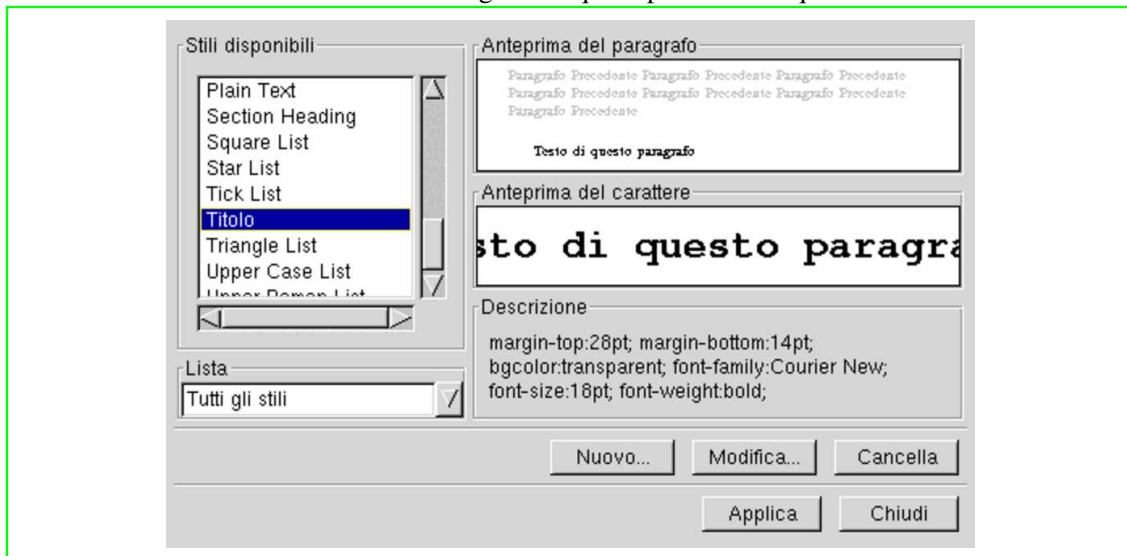 Stili disponibili
Plain Text
Section Heading
Square List
Star List
Tick List
Titolo
Triangle List
Upper Case List
Upper Roman List
Lista
Tutti gli stili
Anteprima del paragrafo
Paragrafo Precedente Paragrafo Precedente Paragrafo Precedente
Paragrafo Precedente Paragrafo Precedente Paragrafo Precedente
Paragrafo Precedente
Testo di questo paragrafo
Anteprima del carattere
sto di questo paragra
Descrizione
margin-top:28pt; margin-bottom:14pt;
bgcolor:transparent; font-family:Courier New;
font-size:18pt; font-weight:bold;
Nuovo... Modifica... Cancella
Applica Chiudi